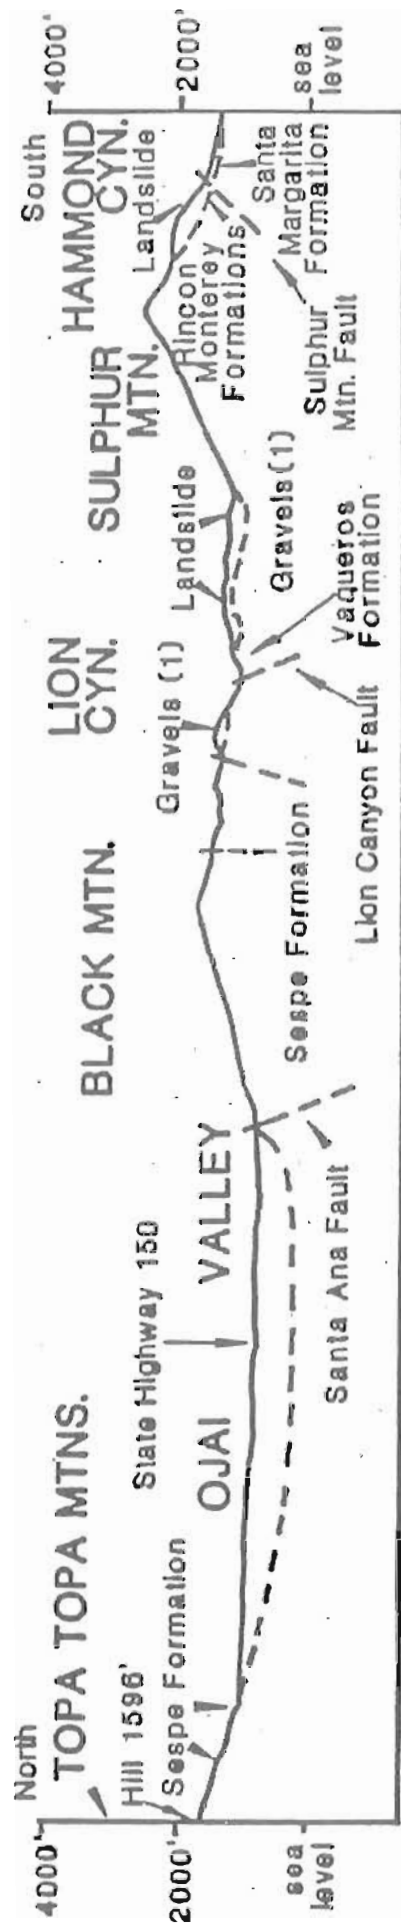 North
South
4000'
2000'
sea
level
TOPA TOPA MTNS.
Hill 1596'
Sespe Formation
State Highway 150
OJAI VALLEY
Santa Ana Fault
BLACK MTN.
Sespe Formation
LION
CYN.
Gravels (1)
Lion Canyon Fault
Vaqueros
Formation
Landslide
Gravels(1)
SULPHUR
MTN.
Rincon
Monterey
Formations
HAMMOND
CYN.
Landslide
Sulphur
Mtn. Fault
Santa
Margarita
Formation
4000'
2000'
sea
level